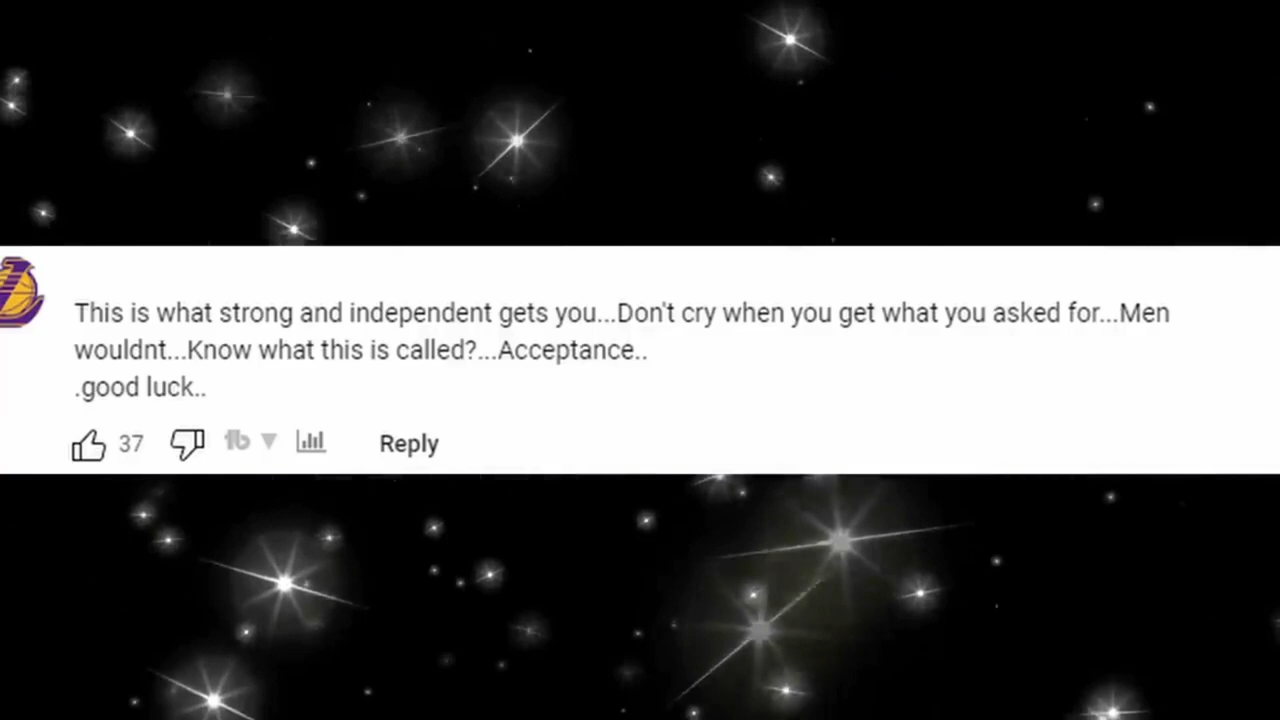 This is what strong and independent gets you...Don't cry when you get what you asked for...Men
wouldnt...Know what this is called?...Acceptance..
.good luck..
37
Reply